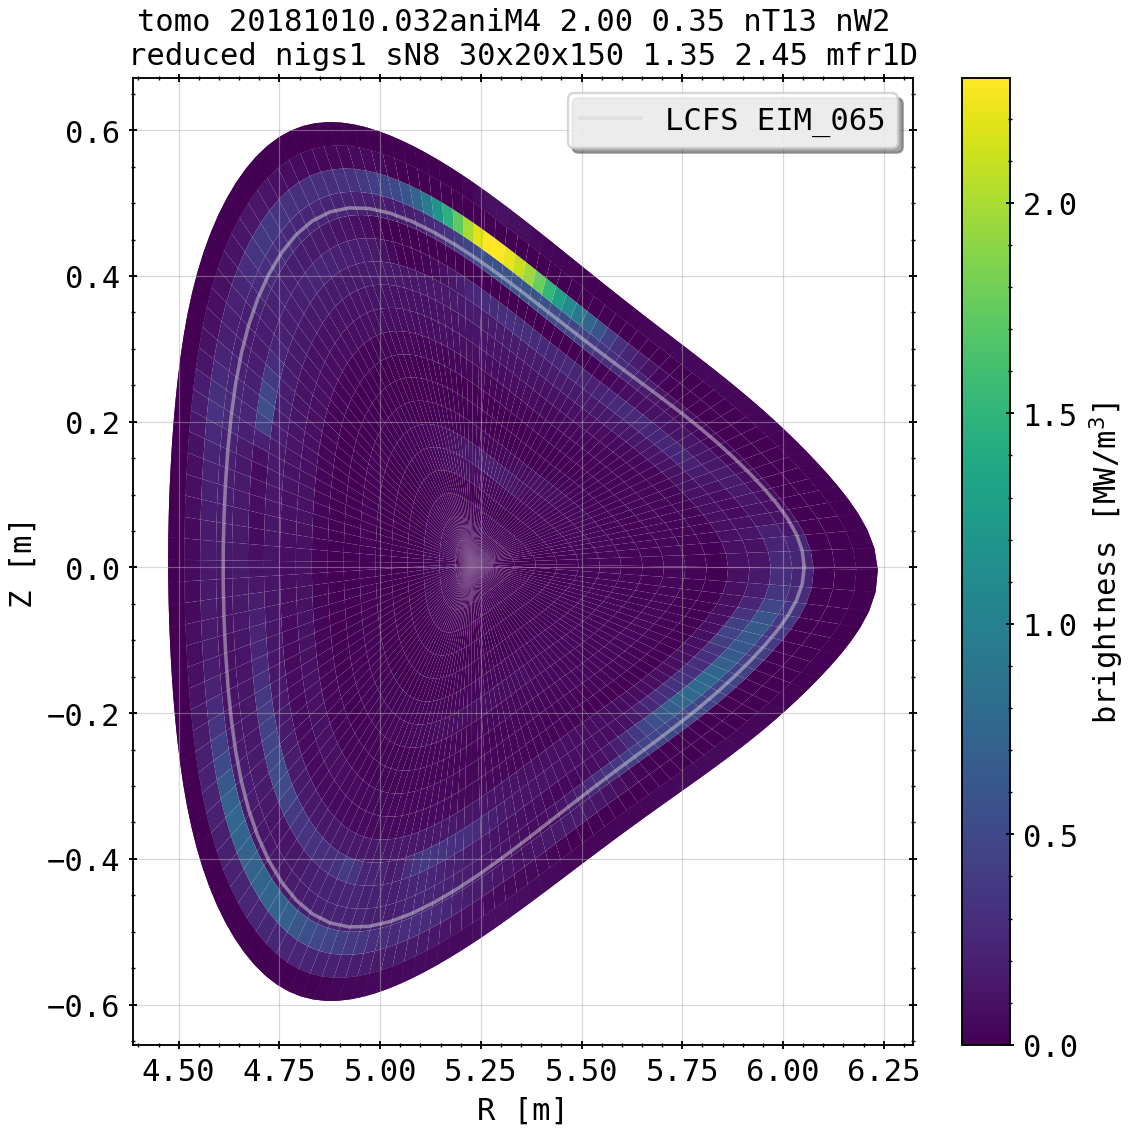 tomo 20181010.032aniM4 2.00 0.35 nT13 nW2
reduced nigs1 sN8 30x20x150 1.35 2.45 mfr1D
LCFS EIM_065
0.6
0.4
0.2
0.0
−0.2
−0.4
−0.6
Z [m]
4.50 4.75 5.00 5.25 5.50 5.75 6.00 6.25
R [m]
2.0
1.5
1.0
0.5
0.0
brightness [MW/m³]